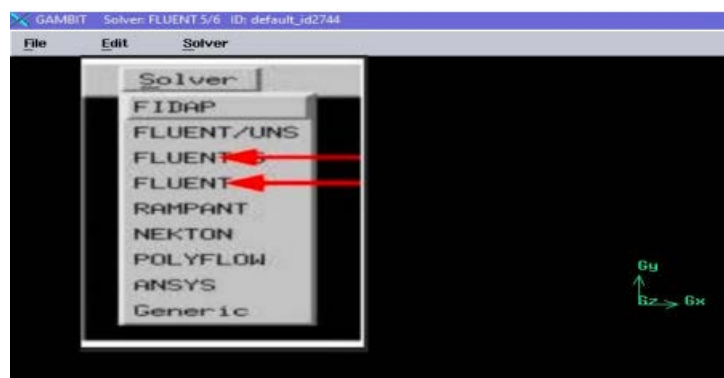 GAMBIT Solver: FLUENT 5/6 ID: default_id2744
File Edit Solver
Solver
FIDAP
FLUENT/UNS
FLUENT
FLUENT
RAMPANT
NEKTON
POLYFLOW
ANSYS
Generic
Gy
Gz Gx